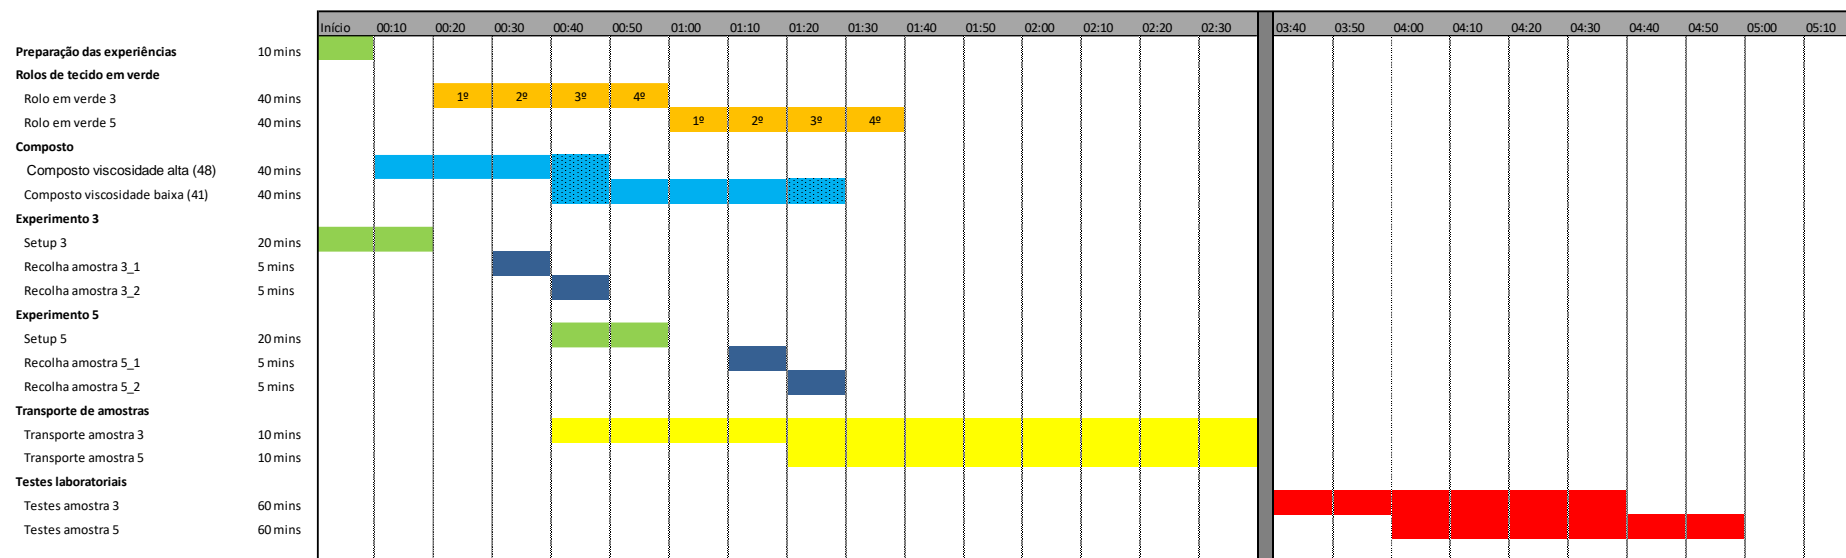 Início 00:10 00:20 00:30 00:40 00:50 01:00 01:10 01:20 01:30 01:40 01:50 02:00 02:10 02:20 02:30 03:40 03:50 04:00 04:10 04:20 04:30 04:40 04:50 05:00 05:10
Preparação das experiências 10 mins
Rolos de tecido em verde
Rolo em verde 3 40 mins 1º 2º 3º 4º
Rolo em verde 5 40 mins 1º 2º 3º 4º
Composto
Composto viscosidade alta (48) 40 mins
Composto viscosidade baixa (41) 40 mins
Experimento 3
Setup 3 20 mins
Recolha amostra 3_1 5 mins
Recolha amostra 3_2 5 mins
Experimento 5
Setup 5 20 mins
Recolha amostra 5_1 5 mins
Recolha amostra 5_2 5 mins
Transporte de amostras
Transporte amostra 3 10 mins
Transporte amostra 5 10 mins
Testes laboratoriais
Testes amostra 3 60 mins
Testes amostra 5 60 mins